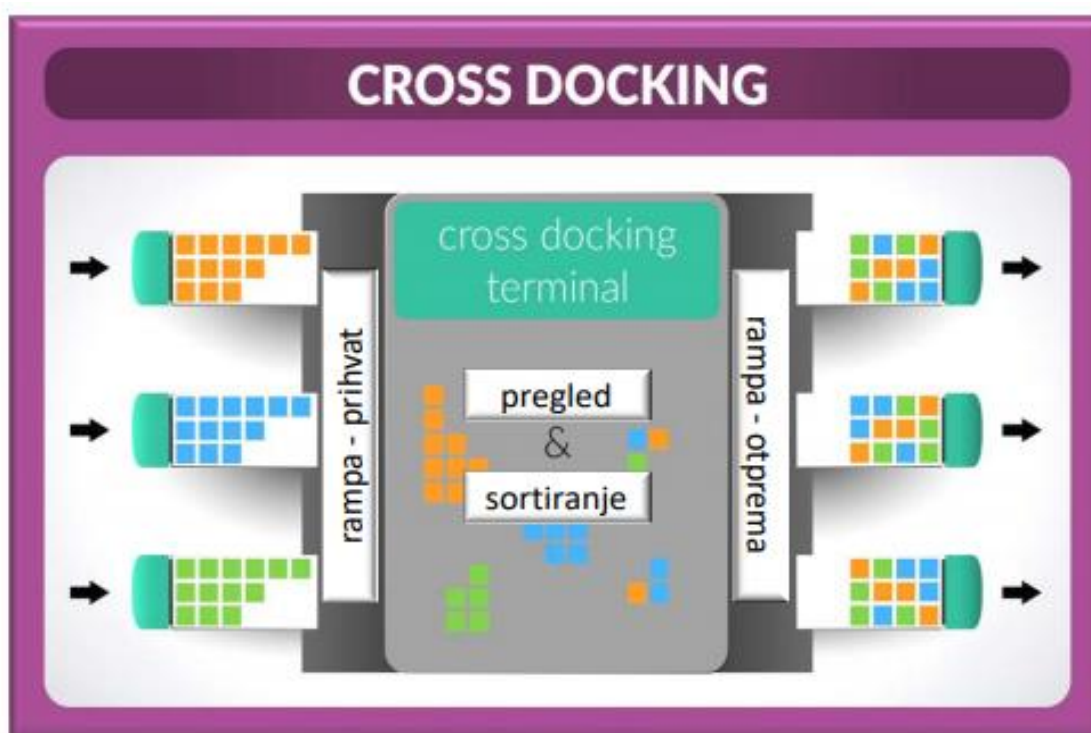 CROSS DOCKING
cross docking
terminal
rampa - prihvat
pregled
&
sortiranje
rampa - otprema